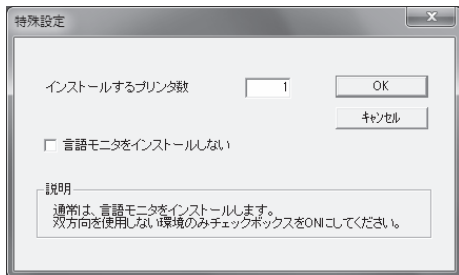 特殊設定
インストールするプリンタ数 1 OK
キャンセル
言語モニタをインストールしない
説明
通常は、言語モニタをインストールします。
双方向を使用しない環境のみチェックボックスをONにしてください。